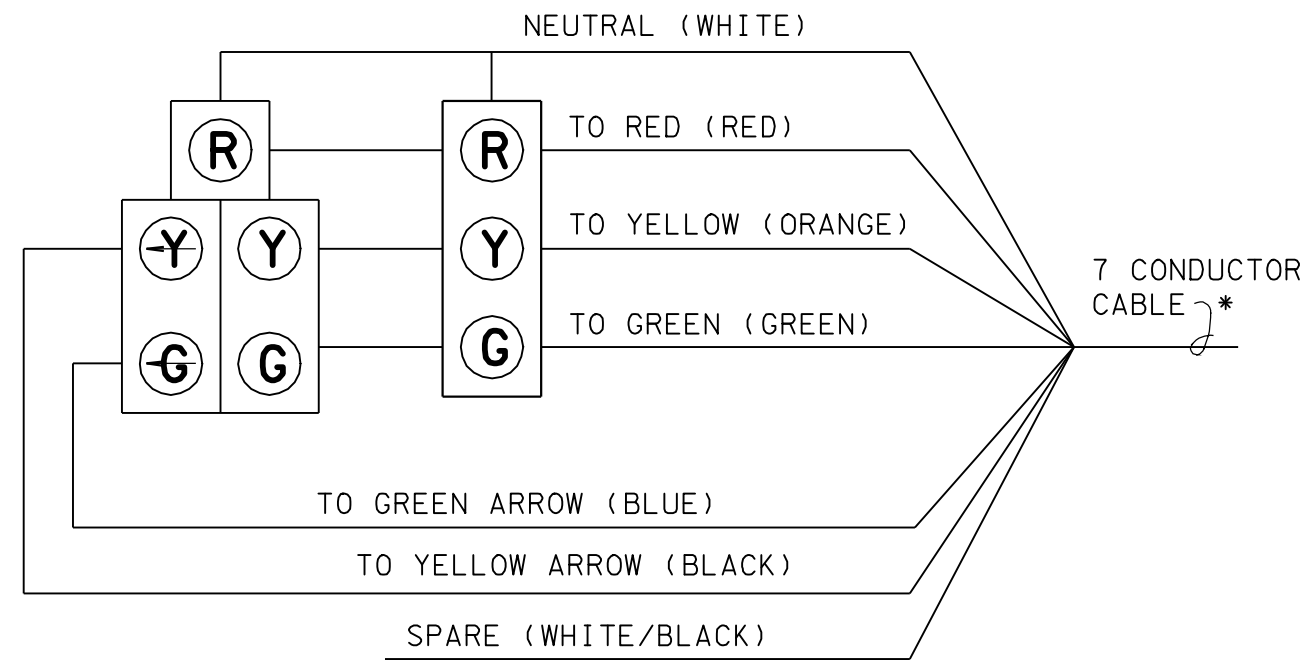 NEUTRAL (WHITE)
R
R
TO RED (RED)
Y
Y
Y
TO YELLOW (ORANGE)
7 CONDUCTOR
CABLE *
G
G
G
TO GREEN (GREEN)
TO GREEN ARROW (BLUE)
TO YELLOW ARROW (BLACK)
SPARE (WHITE/BLACK)